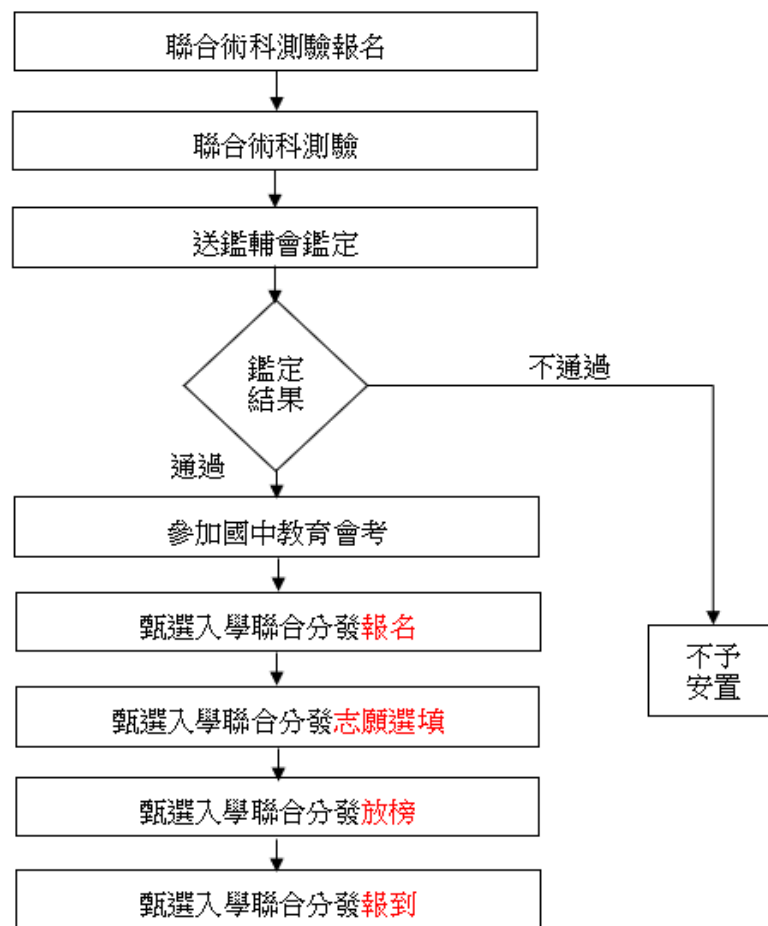 聯合術科測驗報名
聯合術科測驗
送鑑輔會鑑定
鑑定
結果
不通過
通過
參加國中教育會考
甄選入學聯合分發報名
不予
安置
甄選入學聯合分發志願選填
甄選入學聯合分發放榜
甄選入學聯合分發報到